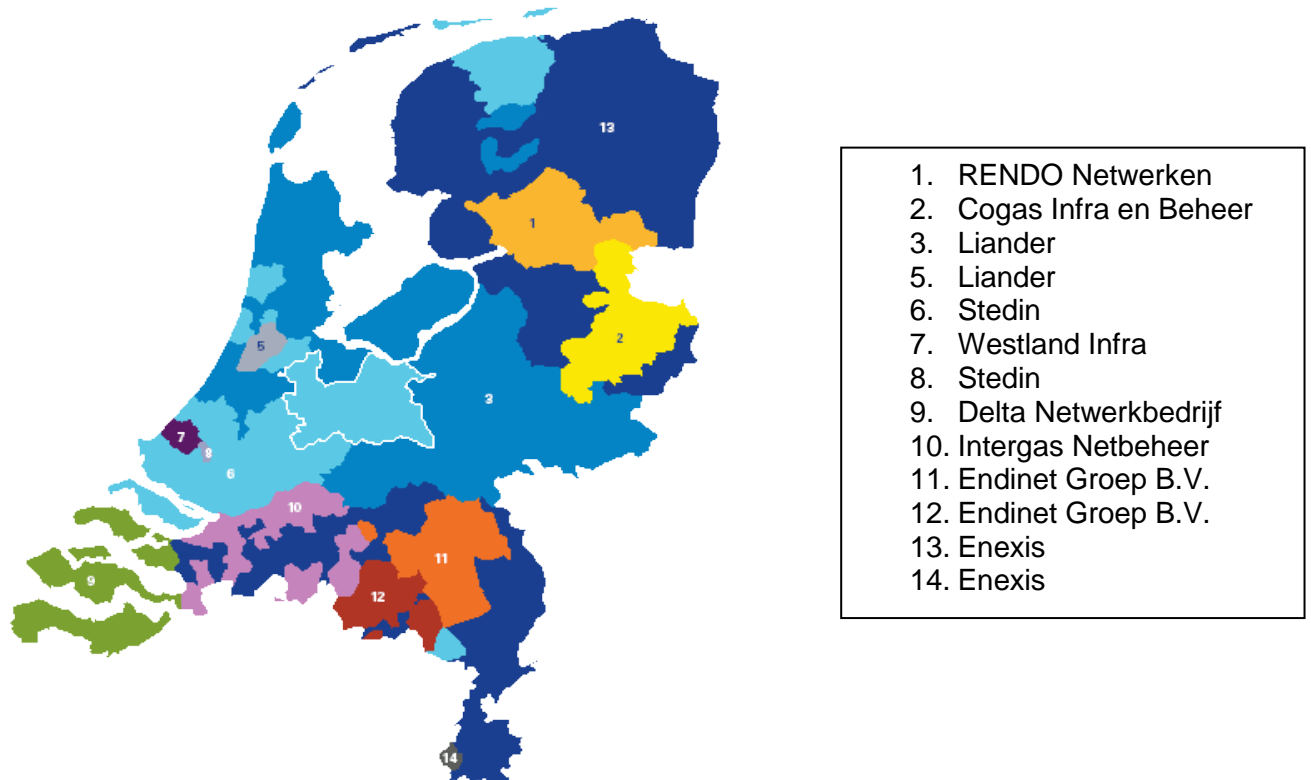 13
1
2
5
3
7
8
6
10
11
9
12
14
1. RENDO Netwerken
2. Cogas Infra en Beheer
3. Liander
5. Liander
6. Stedin
7. Westland Infra
8. Stedin
9. Delta Netwerkbedrijf
10. Intergas Netbeheer
11. Endinet Groep B.V.
12. Endinet Groep B.V.
13. Enexis
14. Enexis